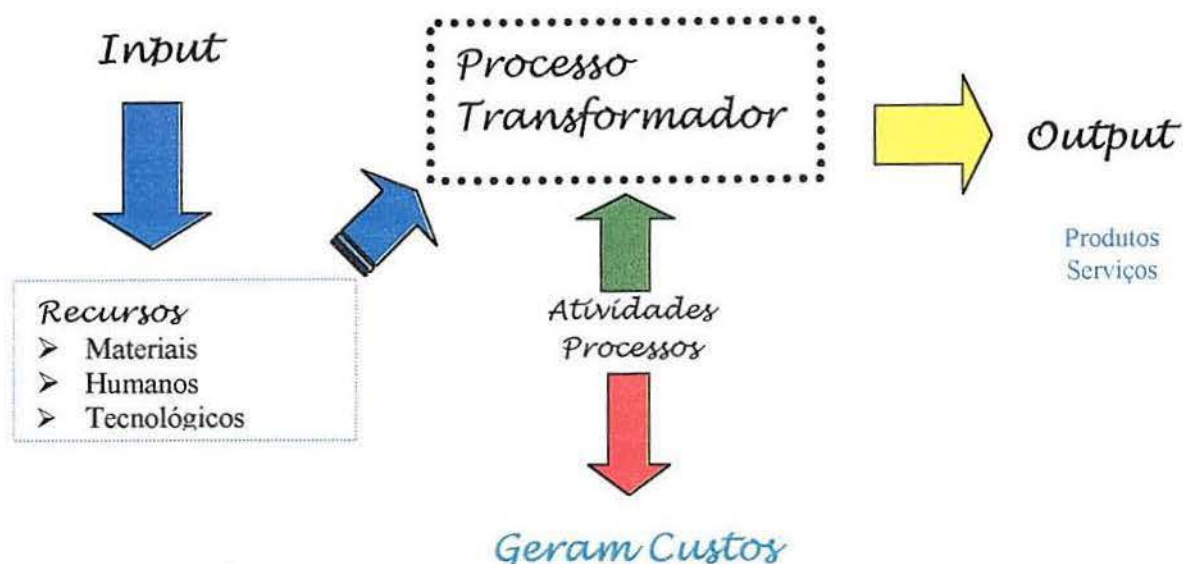 Input
Recursos
➤ Materiais
➤ Humanos
➤ Tecnológicos
Processo
Transformador
Atividades
Processos
Geram Custos
Output
Produtos
Serviços